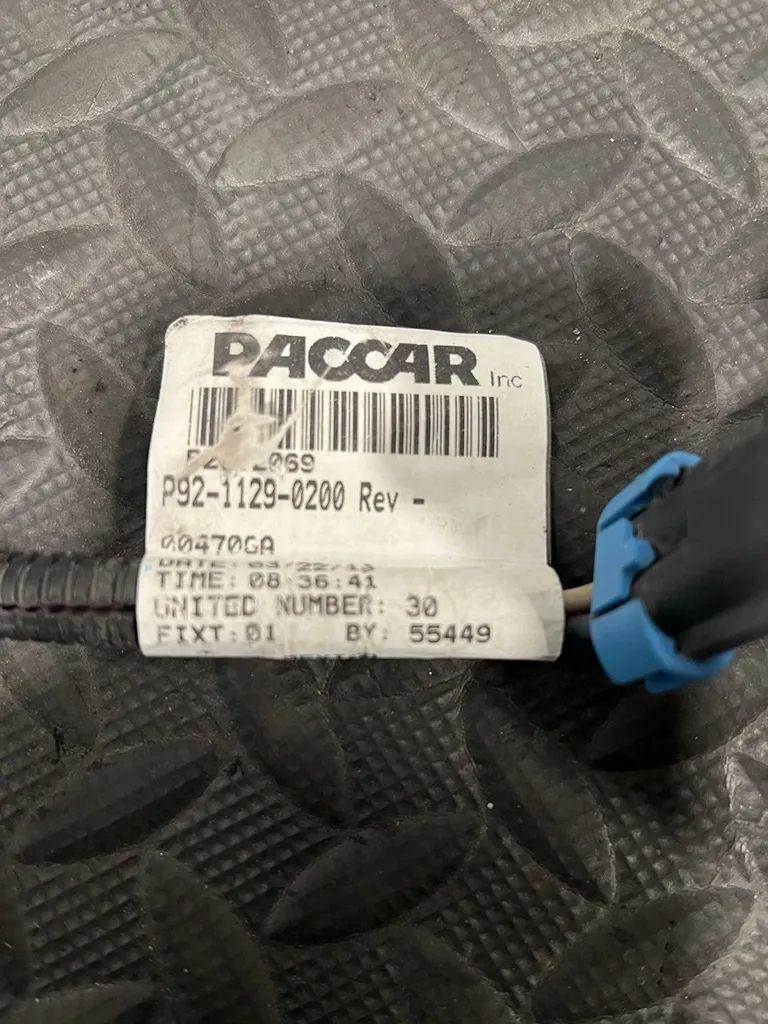 PACCAR Inc
P92-1129-0200 Rev -
00470GA
TIME: 08:36:41
UNITED NUMBER: 30
FIXT:01 BY: 55449